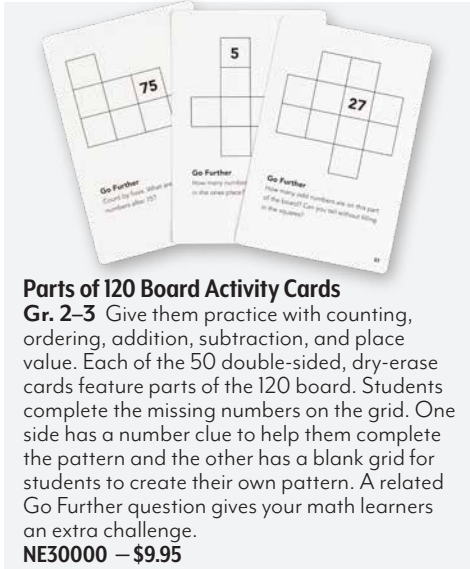 75
Go Further
Count by fives. What are
numbers after 75?
5
Go Further
How many number
in the ones place?
27
Go Further
How many odd numbers are on this part
of the board? Can you tell without filling
in the squares?
Parts of 120 Board Activity Cards
Gr. 2–3 Give them practice with counting,
ordering, addition, subtraction, and place
value. Each of the 50 double-sided, dry-erase
cards feature parts of the 120 board. Students
complete the missing numbers on the grid. One
side has a number clue to help them complete
the pattern and the other has a blank grid for
students to create their own pattern. A related
Go Further question gives your math learners
an extra challenge.
NE30000 – $9.95